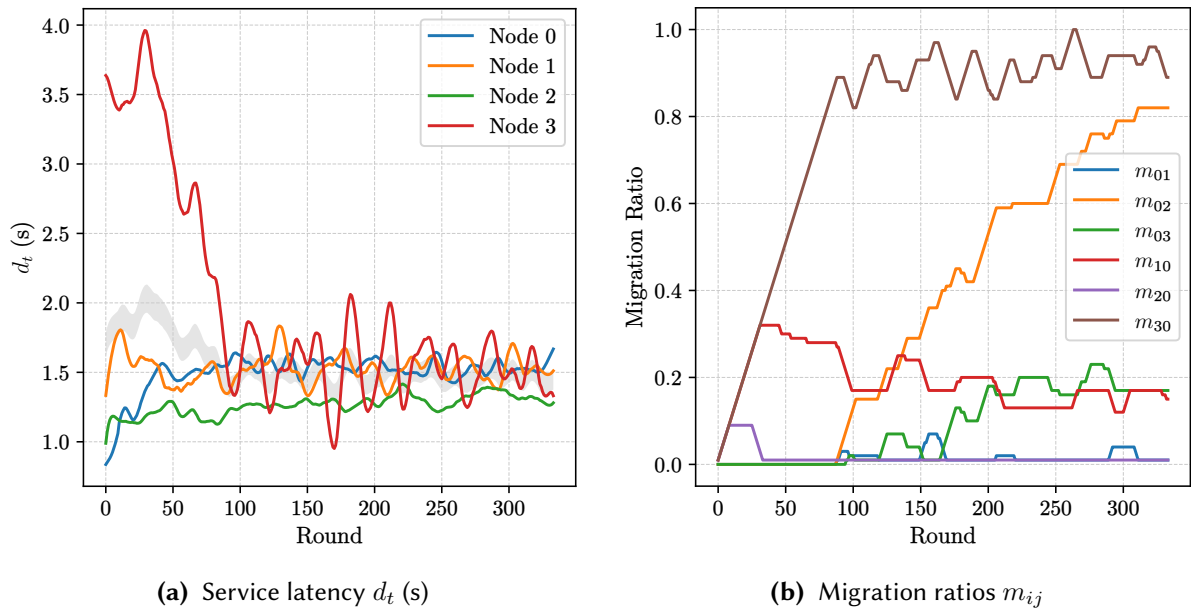 4.0
3.5
3.0
2.5
2.0
1.5
1.0
d_t (s)
0 50 100 150 200 250 300
Round
Node 0
Node 1
Node 2
Node 3
(a) Service latency d_t (s)
1.0
0.8
0.6
0.4
0.2
0.0
Migration Ratio
0 50 100 150 200 250 300
Round
m_01
m_02
m_03
m_10
m_20
m_30
(b) Migration ratios m_ij